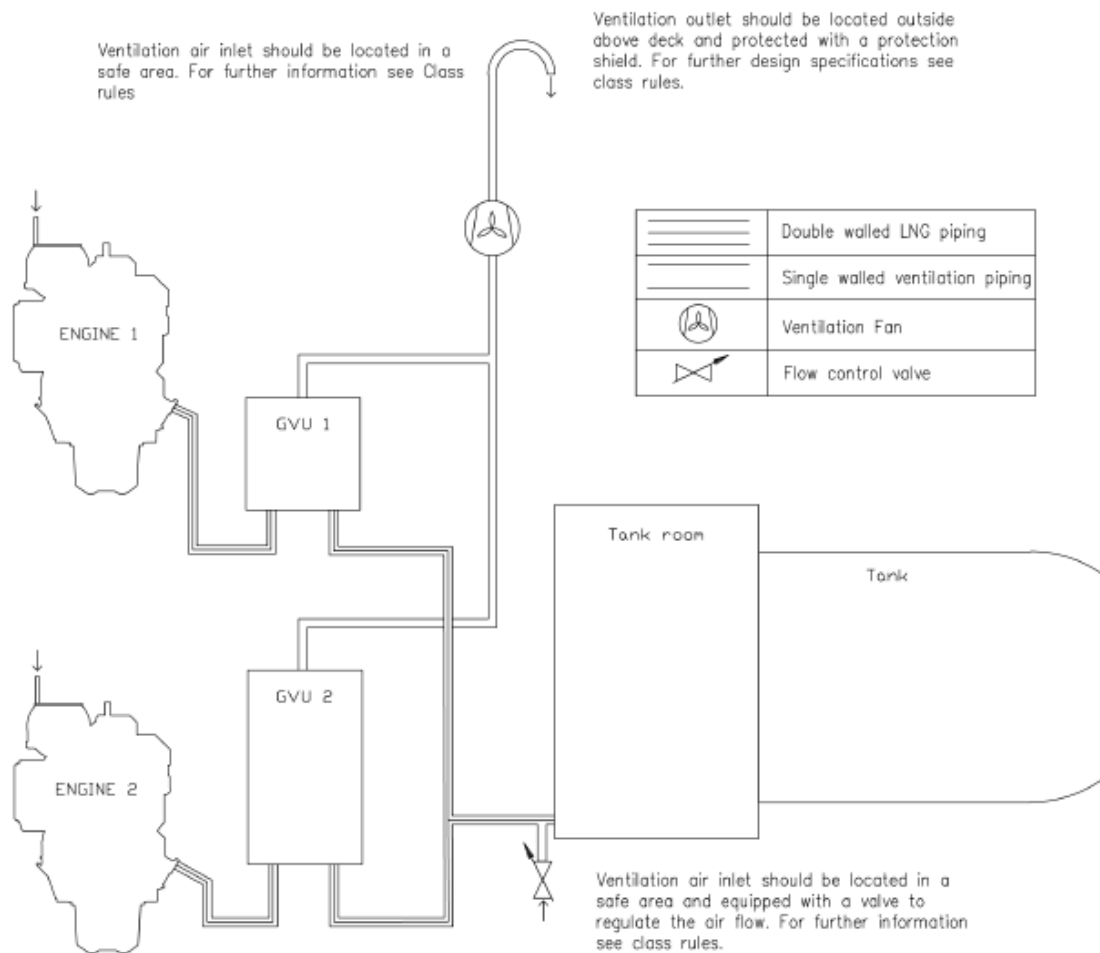 Ventilation air inlet should be located in a
safe area. For further information see Class
rules
Ventilation outlet should be located outside
above deck and protected with a protection
shield. For further design specifications see
class rules.
Double walled LNG piping
Single walled ventilation piping
Ventilation Fan
Flow control valve
ENGINE 1
GVU 1
Tank room
Tank
GVU 2
ENGINE 2
Ventilation air inlet should be located in a
safe area and equipped with a valve to
regulate the air flow. For further information
see class rules.